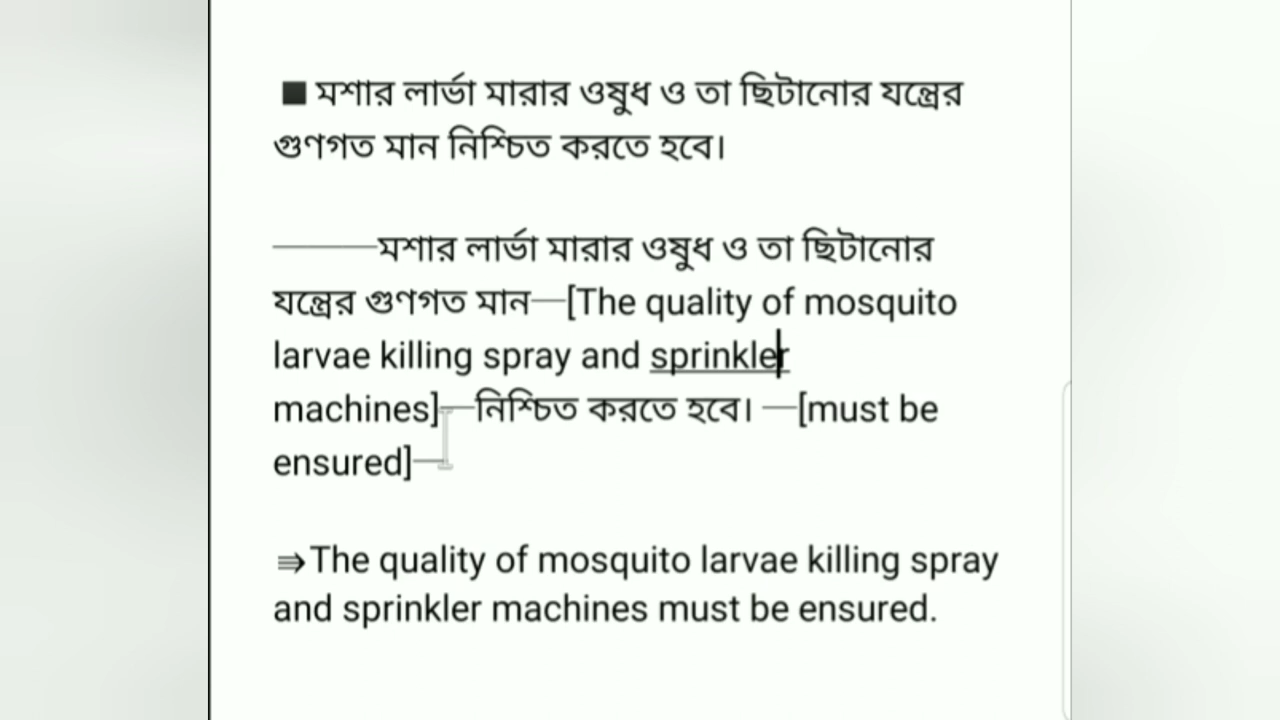 ■ মশার লার্ভা মারার ওষুধ ও তা ছিটানোর যন্ত্রের
গুণগত মান নিশ্চিত করতে হবে।
———মশার লার্ভা মারার ওষুধ ও তা ছিটানোর
যন্ত্রের গুণগত মান—[The quality of mosquito
larvae killing spray and sprinkler
machines]—নিশ্চিত করতে হবে। —[must be
ensured]—
⇛The quality of mosquito larvae killing spray
and sprinkler machines must be ensured.